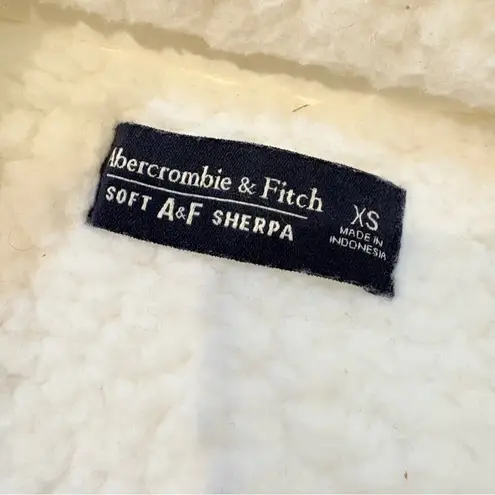 Abercrombie & Fitch
SOFT A&F SHERPA
XS
MADE IN
INDONESIA